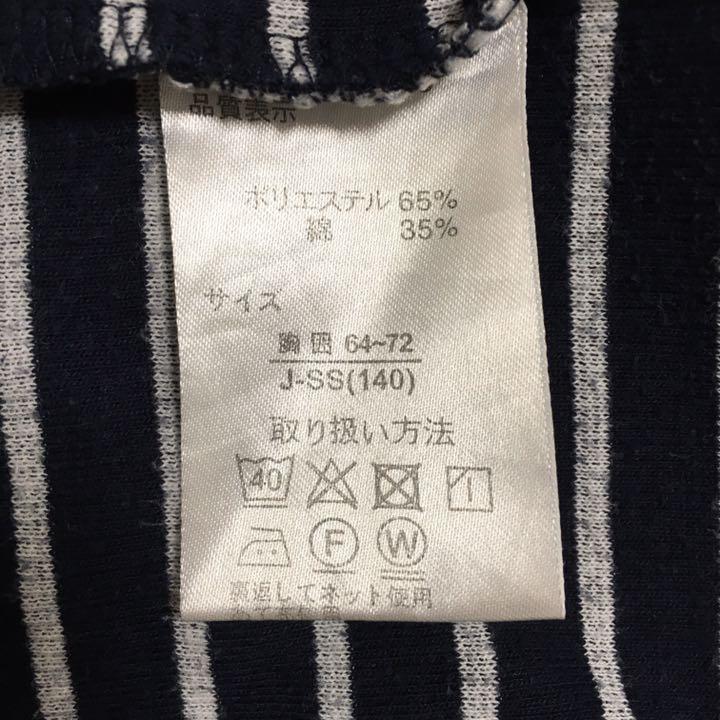 品質表示
ポリエステル 65%
綿 35%
サイズ
胸囲 64~72
J-SS(140)
取り扱い方法
40
F W
裏返してネット使用